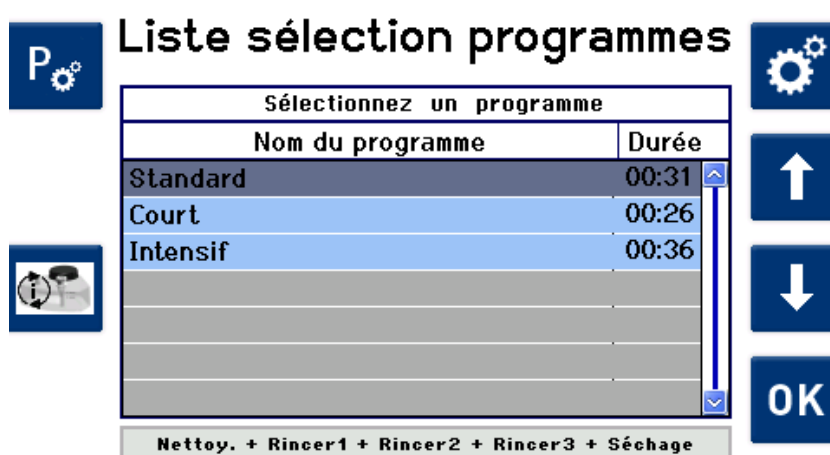 Liste sélection programmes
P
Sélectionnez un programme
Nom du programme Durée
Standard 00:31
Court 00:26
Intensif 00:36
i
OK
Nettoy. + Rincer1 + Rincer2 + Rincer3 + Séchage